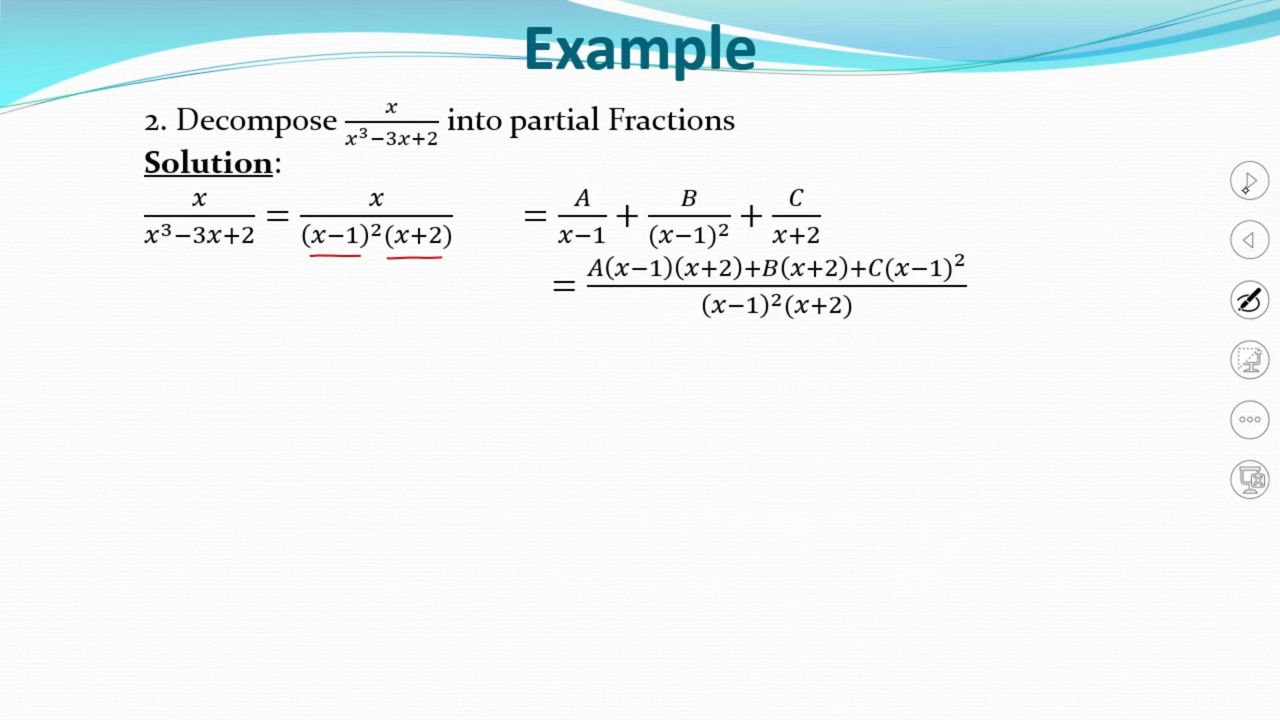 Example
2. Decompose x/(x³−3x+2) into partial Fractions
Solution:
x/(x³−3x+2) = x/((x−1)²(x+2)) = A/(x−1) + B/(x−1)² + C/(x+2)
= (A(x−1)(x+2)+B(x+2)+C(x−1)²)/((x−1)²(x+2))